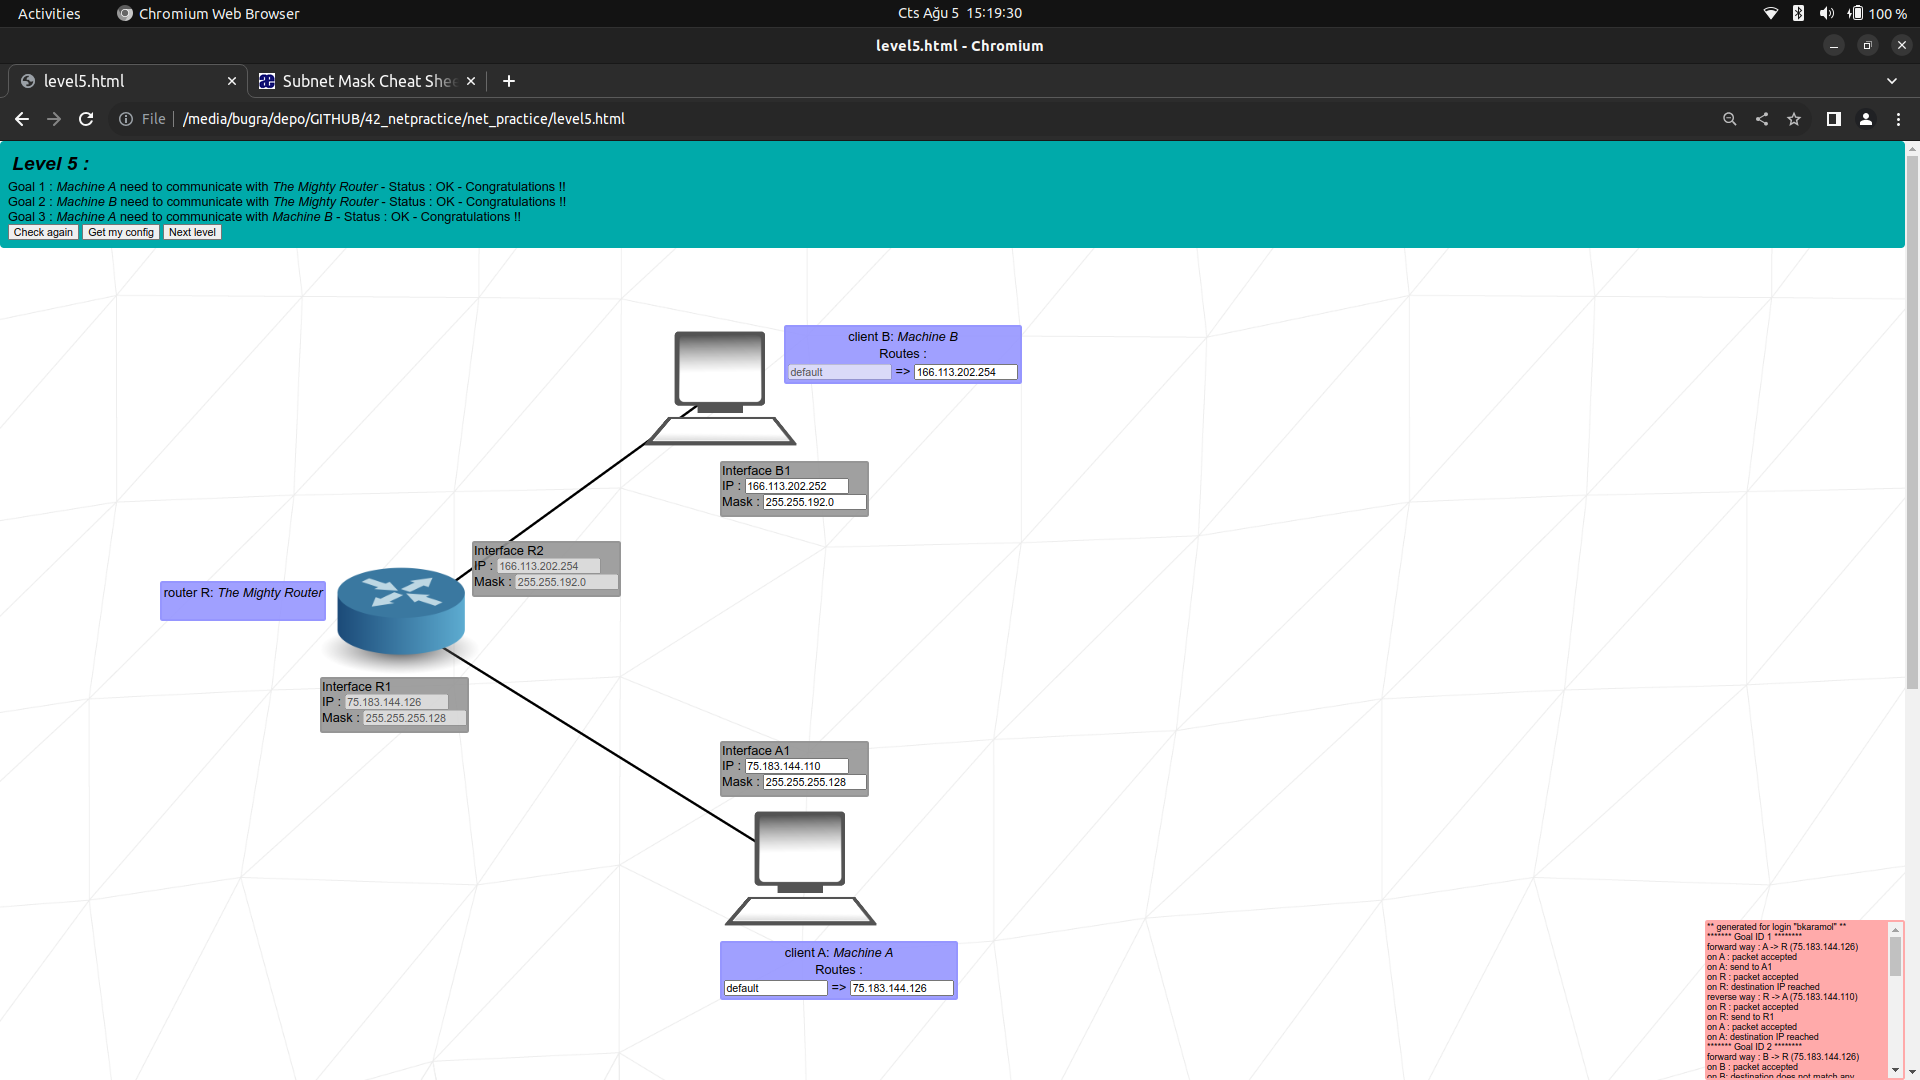 Activities
Chromium Web Browser
Cts Ağu 5 15:19:30
100 %
level5.html - Chromium
level5.html
Subnet Mask Cheat Shee
File
/media/bugra/depo/GITHUB/42_netpractice/net_practice/level5.html
Level 5 :
Goal 1 : Machine A need to communicate with The Mighty Router - Status : OK - Congratulations !!
Goal 2 : Machine B need to communicate with The Mighty Router - Status : OK - Congratulations !!
Goal 3 : Machine A need to communicate with Machine B - Status : OK - Congratulations !!
Check again Get my config Next level
client B: Machine B
Routes :
default => 166.113.202.254
Interface B1
IP : 166.113.202.252
Mask : 255.255.192.0
Interface R2
IP : 166.113.202.254
Mask : 255.255.192.0
router R: The Mighty Router
Interface R1
IP : 75.183.144.126
Mask : 255.255.255.128
Interface A1
IP : 75.183.144.110
Mask : 255.255.255.128
client A: Machine A
Routes :
default => 75.183.144.126
** generated for login "bkaramol" **
******* Goal ID 1 ********
forward way : A -> R (75.183.144.126)
on A : packet accepted
on A: send to A1
on R : packet accepted
on R: destination IP reached
reverse way : R -> A (75.183.144.110)
on R : packet accepted
on R: send to R1
on A : packet accepted
on A: destination IP reached
******* Goal ID 2 ********
forward way : B -> R (75.183.144.126)
on B : packet accepted
on B: destination does not match any